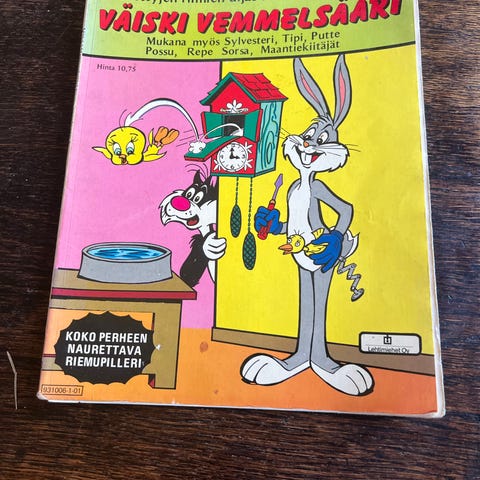 VÄISKI VEMMELSÄÄRI
Mukana myös Sylvesteri, Tipi, Putte
Possu, Repe Sorsa, Maantiekiitäjät
Hinta 10,75
KOKO PERHEEN
NAURETTAVA
RIEMUPILLERI
Lehtimiehet Oy
931006-1-01